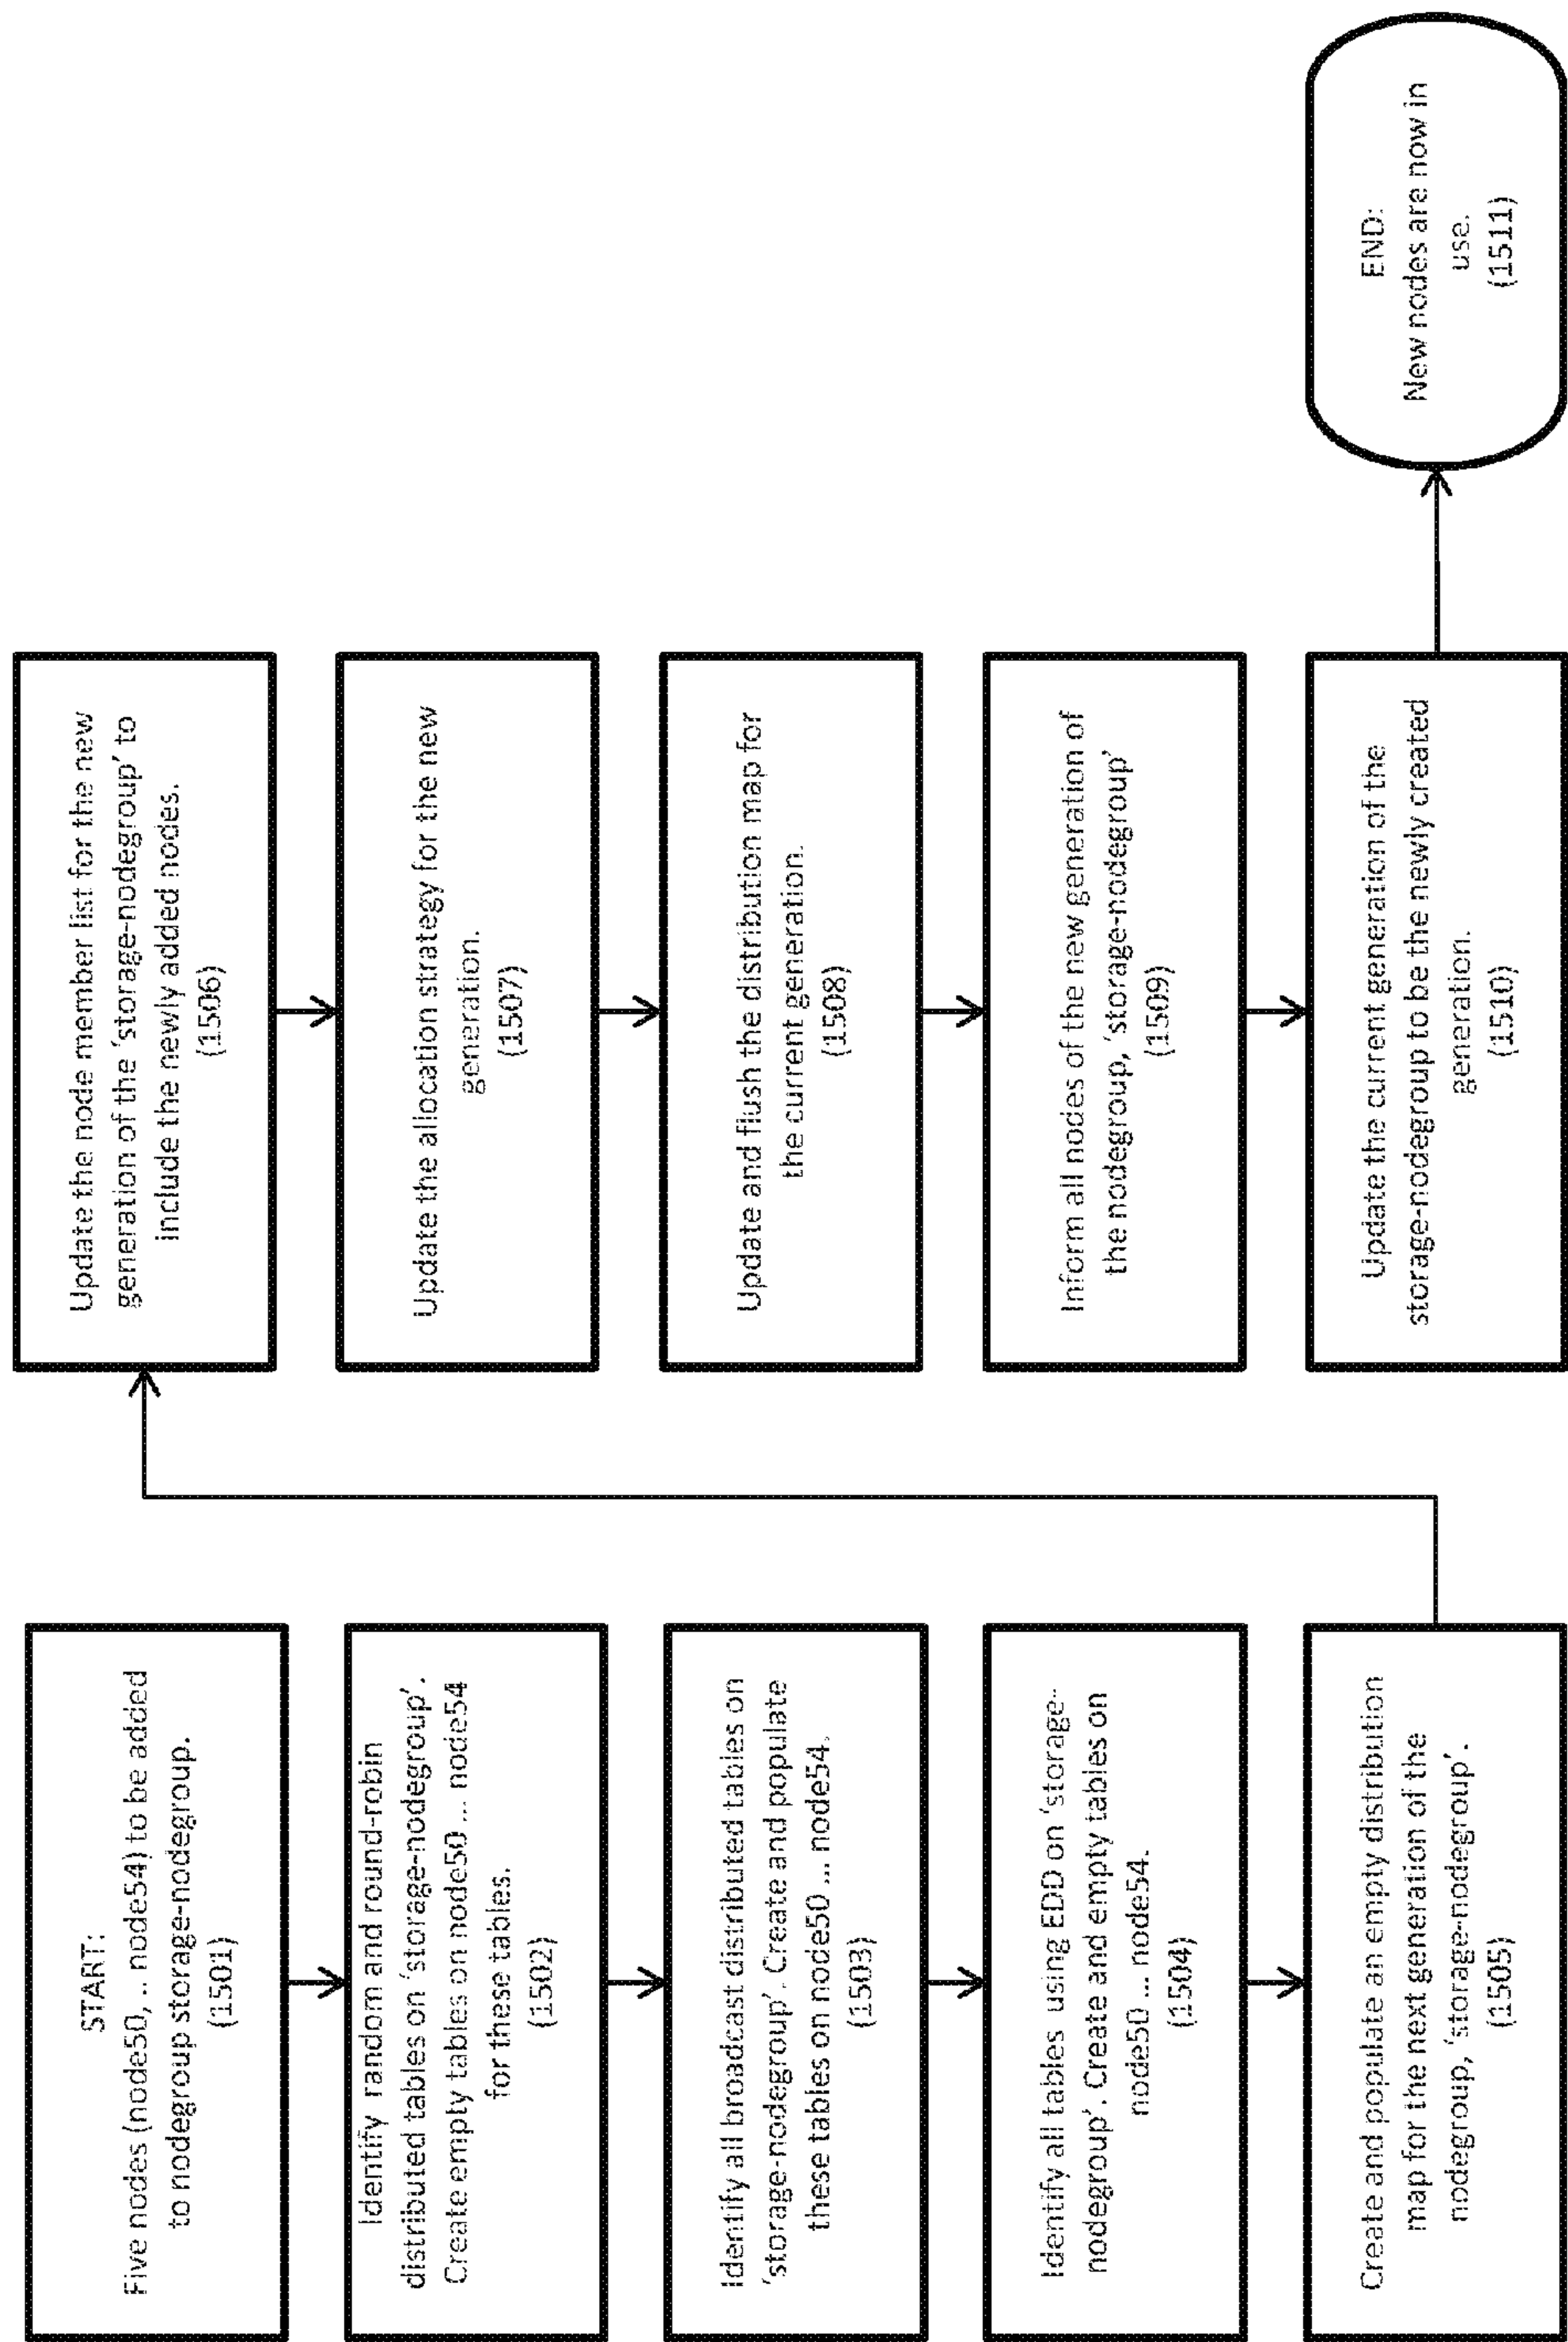 START:
Five nodes (node50, .. node54) to be added
to nodegroup storage-nodegroup.
(1501)
Identify random and round-robin
distributed tables on 'storage-nodegroup'.
Create empty tables on node50 ... node54
for these tables.
(1502)
Identify all broadcast distributed tables on
'storage-nodegroup'. Create and populate
these tables on node50 ... node54.
(1503)
Identify all tables using EDD on 'storage-
nodegroup'. Create and empty tables on
node50 ... node54.
(1504)
Create and populate an empty distribution
map for the next generation of the
nodegroup, 'storage-nodegroup'.
(1505)
Update the node member list for the new
generation of the 'storage-nodegroup' to
include the newly added nodes.
(1506)
Update the allocation strategy for the new
generation.
(1507)
Update and flush the distribution map for
the current generation.
(1508)
Inform all nodes of the new generation of
the nodegroup, 'storage-nodegroup'
(1509)
Update the current generation of the
storage-nodegroup to be the newly created
generation.
(1510)
END:
New nodes are now in
use.
(1511)